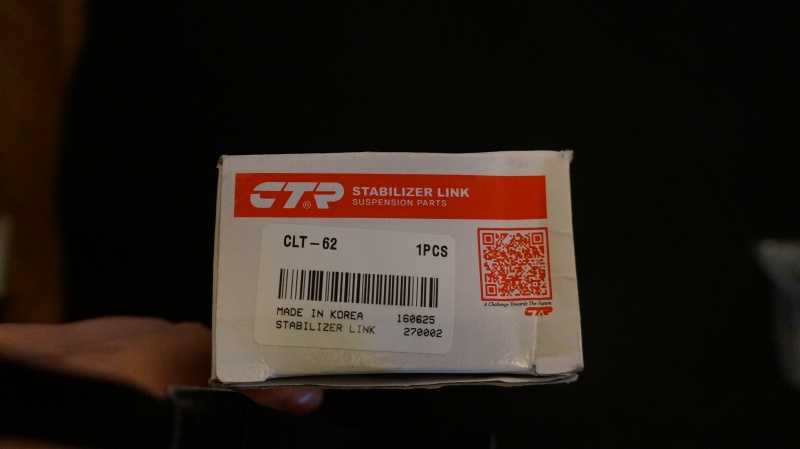 CTR® STABILIZER LINK
SUSPENSION PARTS
CLT-62 1PCS
MADE IN KOREA 160625
STABILIZER LINK 270002
A Challenge Towards The Future
CTR